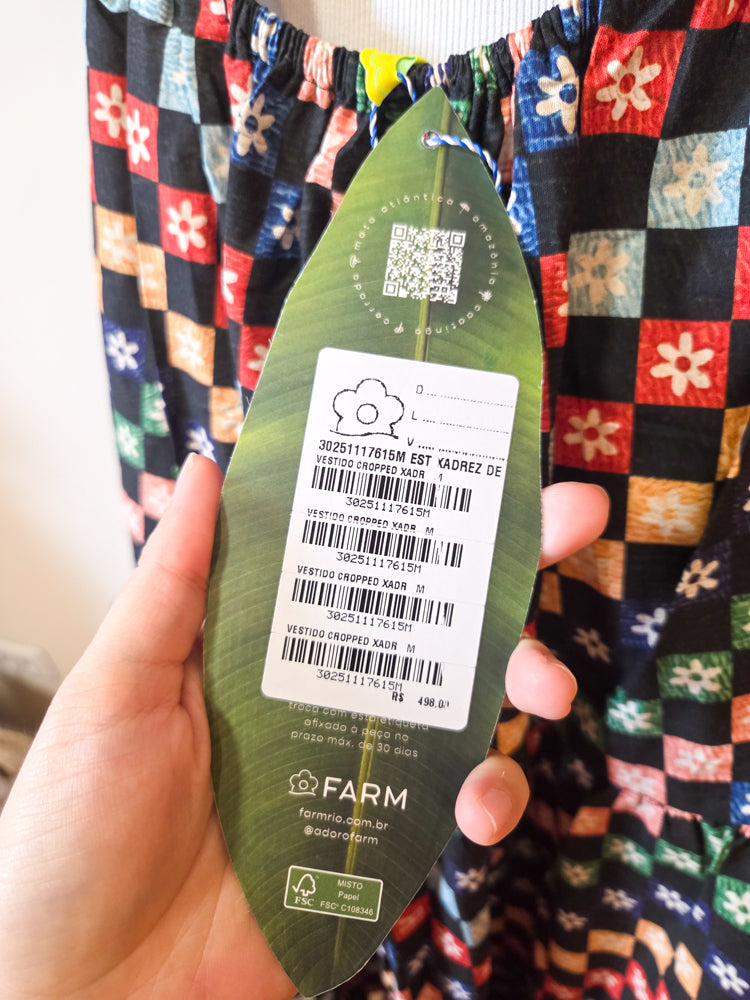 mata atlântica amazônia caatinga cerrado
D
L
V
30251117615M EST XADREZ DE
VESTIDO CROPPED XADR M
30251117615M
VESTIDO CROPPED XADR M
30251117615M
VESTIDO CROPPED XADR M
30251117615M
VESTIDO CROPPED XADR M
30251117615M
R$ 498.00
troca com esta etiqueta
afixada à peça no
prazo máx. de 30 dias
FARM
farmrio.com.br
@adorofarm
FSC
MISTO
Papel
FSC® C108346